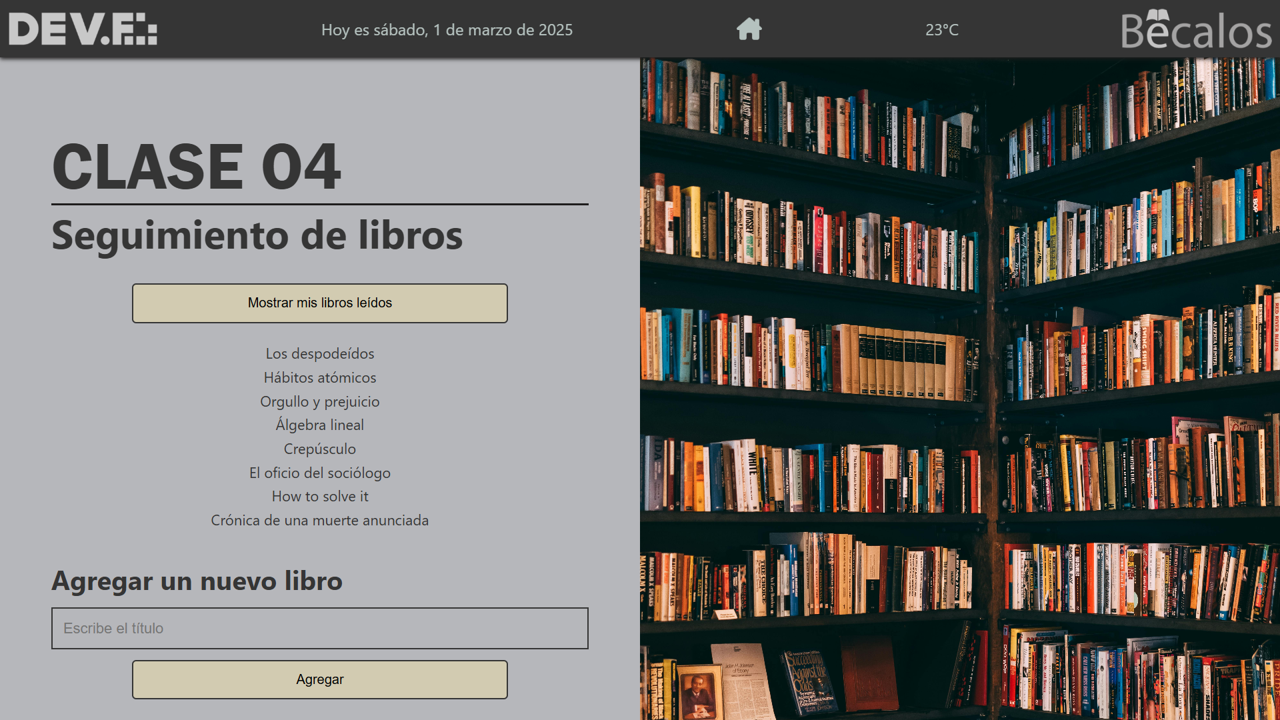 DEV.F.:
Hoy es sábado, 1 de marzo de 2025
23°C
Bécalos
CLASE 04
Seguimiento de libros
Mostrar mis libros leídos
Los despodeídos
Hábitos atómicos
Orgullo y prejuicio
Álgebra lineal
Crepúsculo
El oficio del sociólogo
How to solve it
Crónica de una muerte anunciada
Agregar un nuevo libro
Escribe el título
Agregar